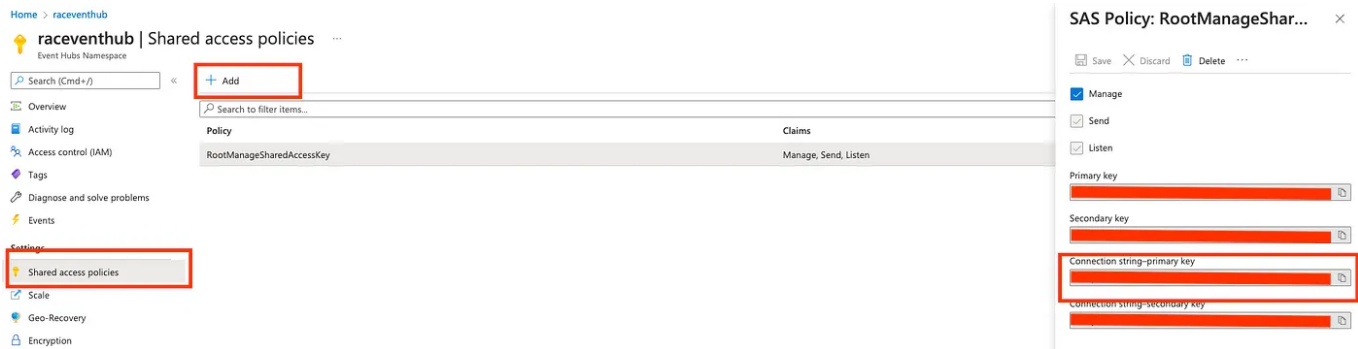 Home > raceventhub
raceventhub | Shared access policies ...
Event Hubs Namespace
Search (Cmd+/)
«
Overview
Activity log
Access control (IAM)
Tags
Diagnose and solve problems
Events
Settings
Shared access policies
Scale
Geo-Recovery
Encryption
+ Add
Search to filter items...
Policy Claims
RootManageSharedAccessKey Manage, Send, Listen
SAS Policy: RootManageShar...
Save Discard Delete ...
Manage
Send
Listen
Primary key
Secondary key
Connection string–primary key
Connection string–secondary key